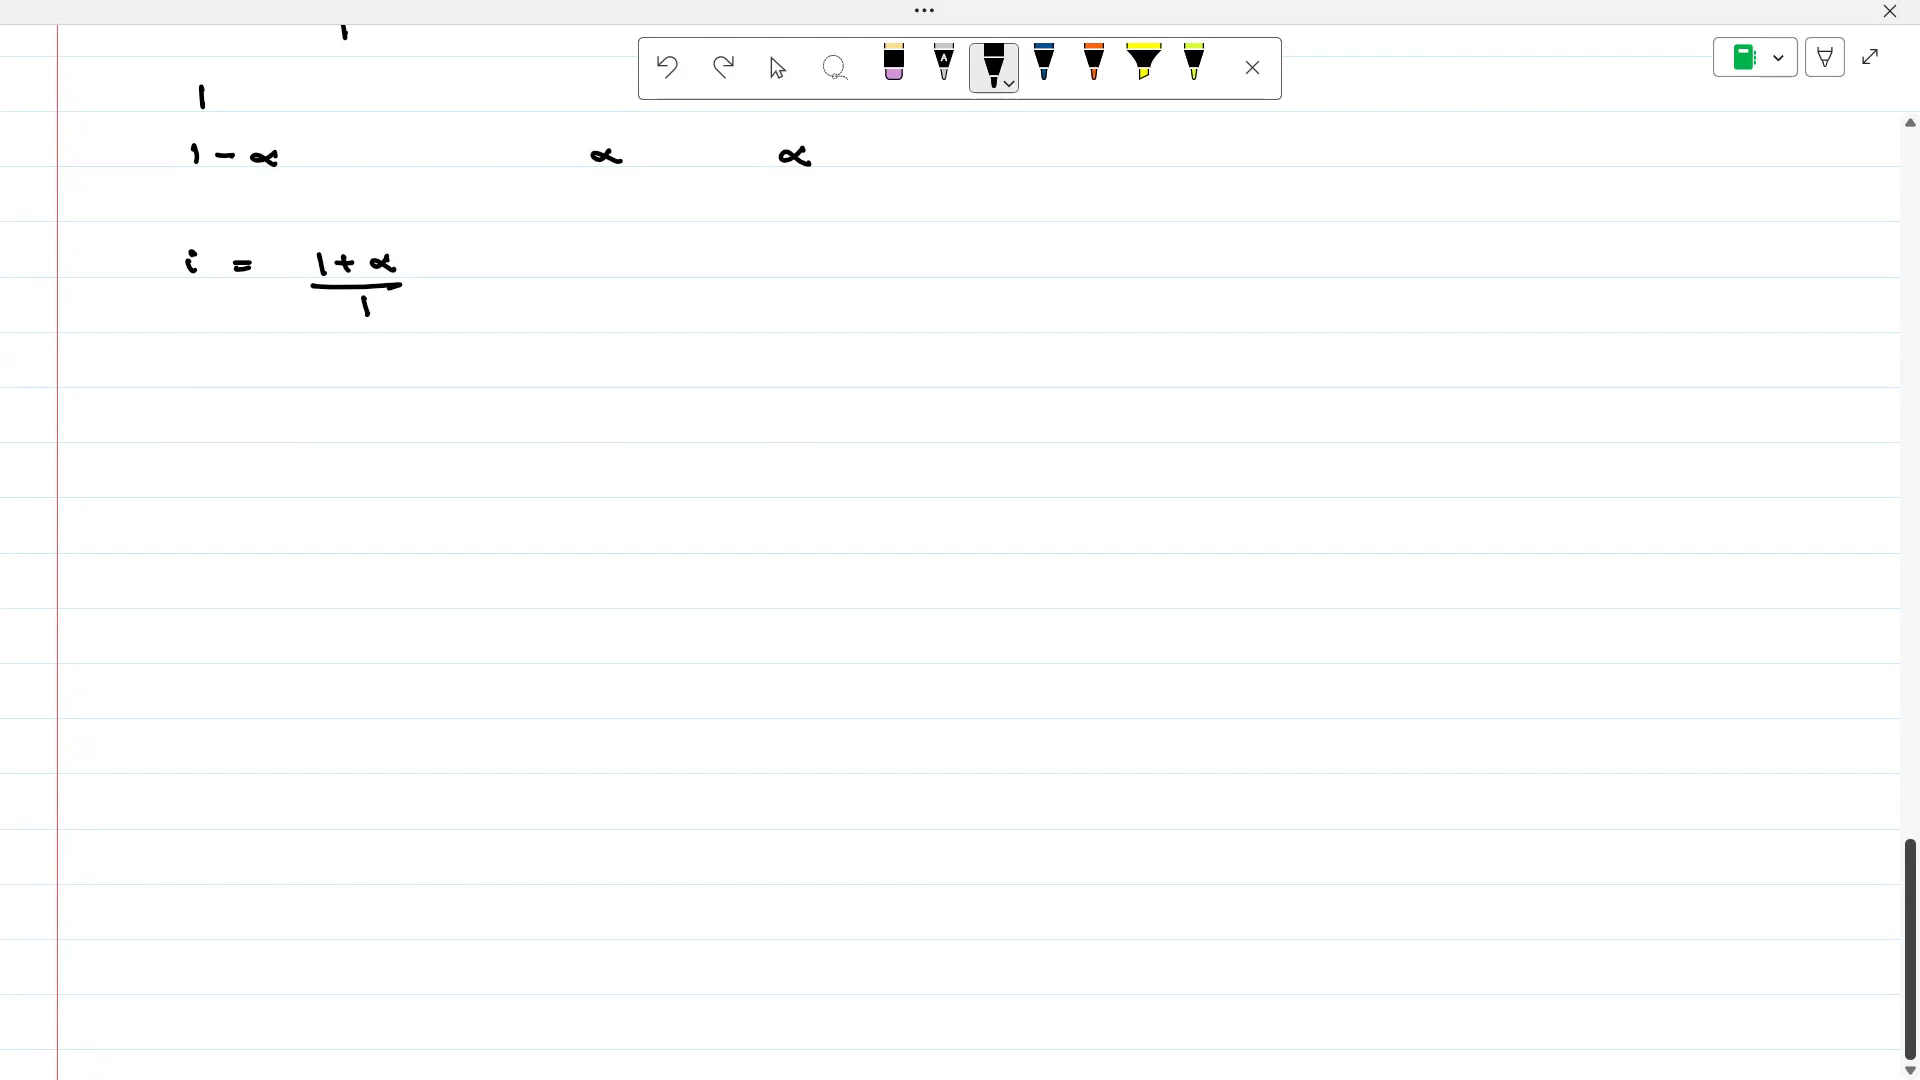 1
1 - α α α
i = 1 + α
1